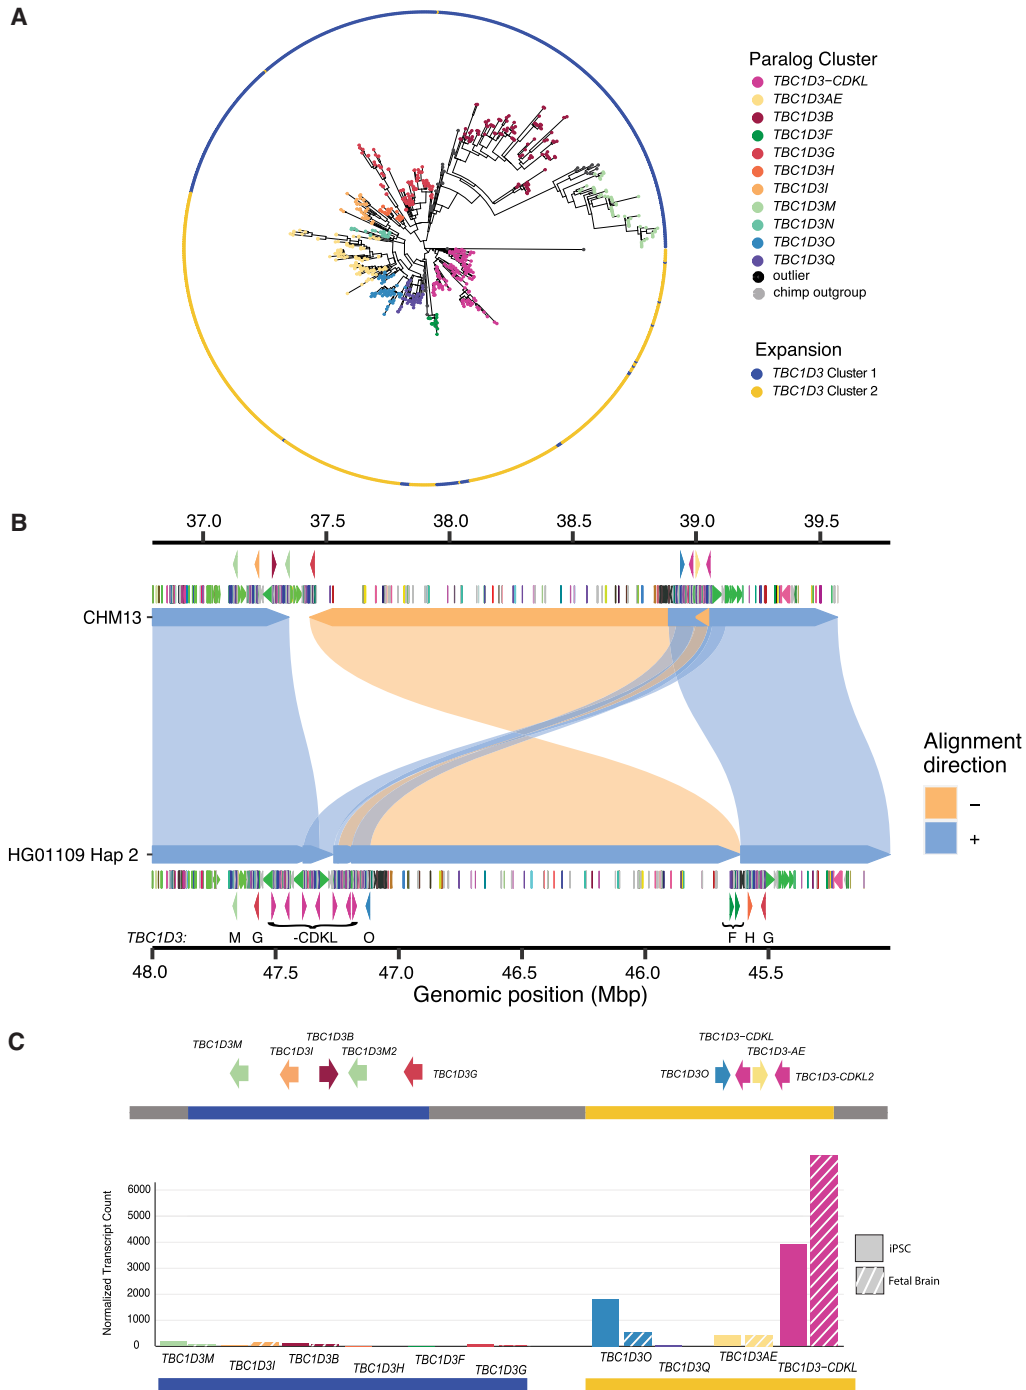 A
Paralog Cluster
TBC1D3−CDKL
TBC1D3AE
TBC1D3B
TBC1D3F
TBC1D3G
TBC1D3H
TBC1D3I
TBC1D3M
TBC1D3N
TBC1D3O
TBC1D3Q
outlier
chimp outgroup
Expansion
TBC1D3 Cluster 1
TBC1D3 Cluster 2
B
37.0 37.5 38.0 38.5 39.0 39.5
CHM13
HG01109 Hap 2
Alignment
direction
−
+
TBC1D3: M G -CDKL O F H G
48.0 47.5 47.0 46.5 46.0 45.5
Genomic position (Mbp)
C
TBC1D3M
TBC1D3I
TBC1D3B
TBC1D3M2
TBC1D3G
TBC1D3O
TBC1D3−CDKL
TBC1D3-AE
TBC1D3-CDKL2
Normalized Transcript Count
6000
5000
4000
3000
2000
1000
0
iPSC
Fetal Brain
TBC1D3M
TBC1D3I
TBC1D3B
TBC1D3H
TBC1D3F
TBC1D3G
TBC1D3O
TBC1D3Q
TBC1D3AE
TBC1D3−CDKL